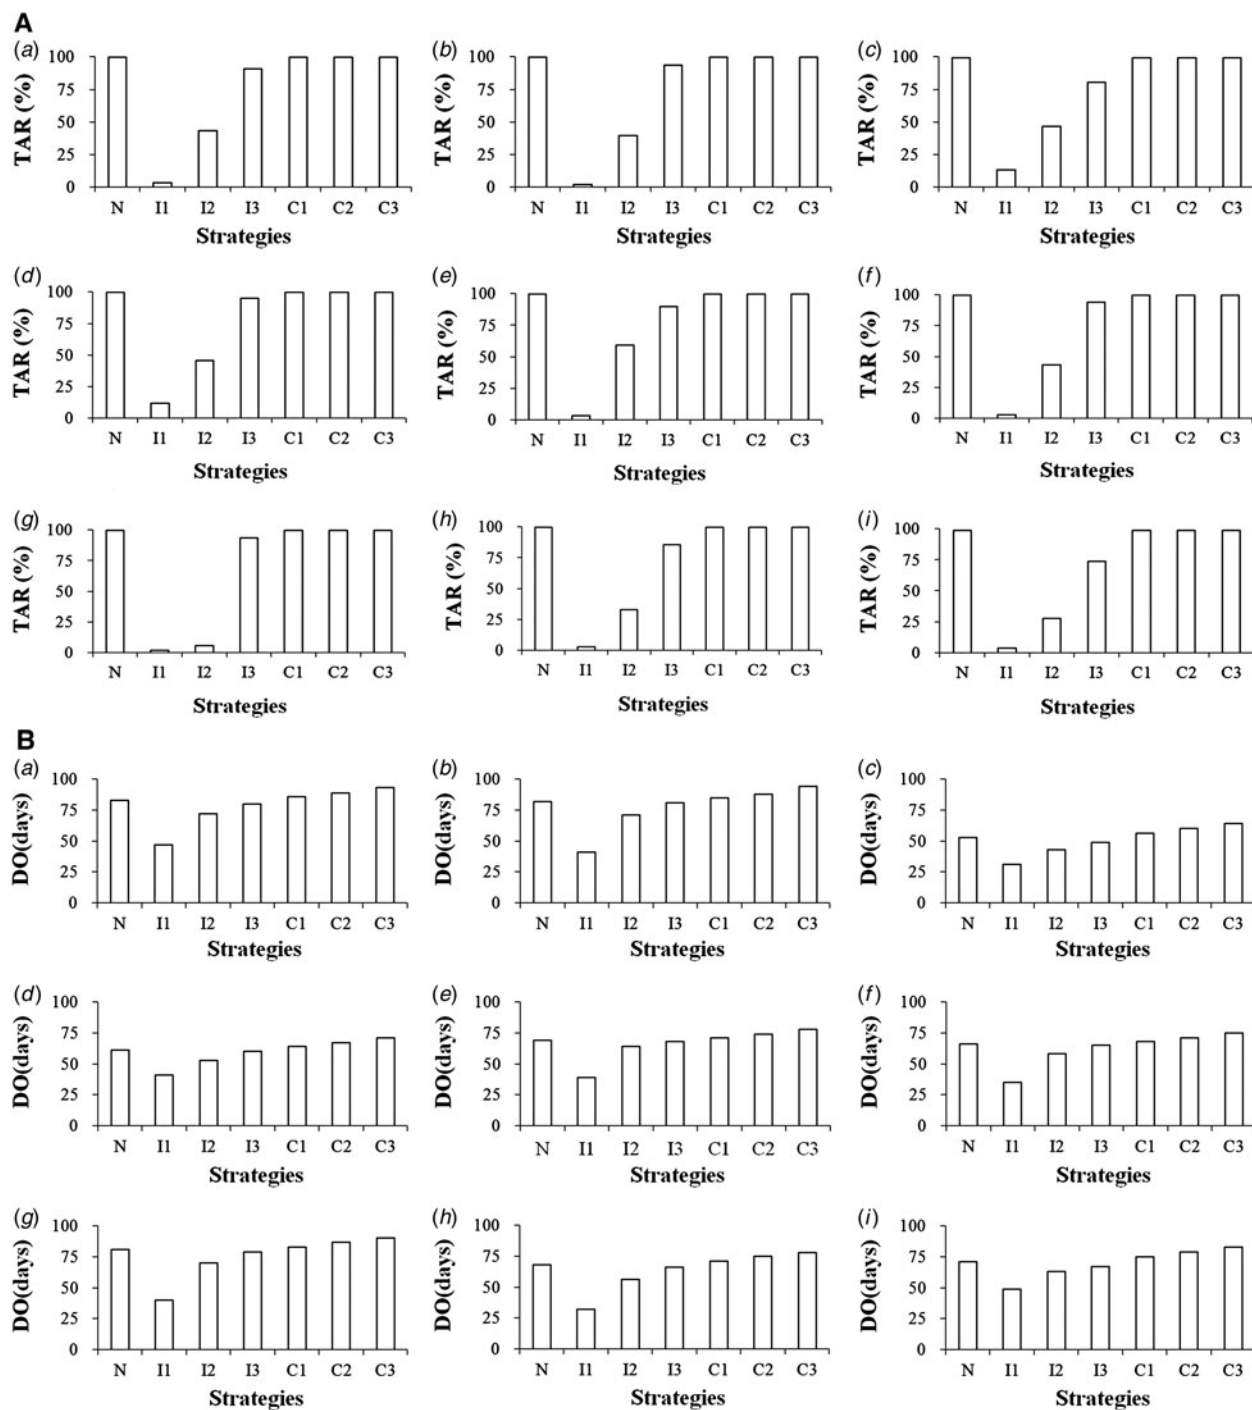 A
(a) (b) (c)
100 100 100
75 75 75
50 50 50
25 25 25
0 0 0
TAR (%) TAR (%) TAR (%)
N I1 I2 I3 C1 C2 C3 N I1 I2 I3 C1 C2 C3 N I1 I2 I3 C1 C2 C3
Strategies Strategies Strategies
(d) (e) (f)
100 100 100
75 75 75
50 50 50
25 25 25
0 0 0
TAR (%) TAR (%) TAR (%)
N I1 I2 I3 C1 C2 C3 N I1 I2 I3 C1 C2 C3 N I1 I2 I3 C1 C2 C3
Strategies Strategies Strategies
(g) (h) (i)
100 100 100
75 75 75
50 50 50
25 25 25
0 0 0
TAR (%) TAR (%) TAR (%)
N I1 I2 I3 C1 C2 C3 N I1 I2 I3 C1 C2 C3 N I1 I2 I3 C1 C2 C3
Strategies Strategies Strategies
B
(a) (b) (c)
100 100 100
75 75 75
50 50 50
25 25 25
0 0 0
DO(days) DO(days) DO(days)
N I1 I2 I3 C1 C2 C3 N I1 I2 I3 C1 C2 C3 N I1 I2 I3 C1 C2 C3
Strategies Strategies Strategies
(d) (e) (f)
100 100 100
75 75 75
50 50 50
25 25 25
0 0 0
DO(days) DO(days) DO(days)
N I1 I2 I3 C1 C2 C3 N I1 I2 I3 C1 C2 C3 N I1 I2 I3 C1 C2 C3
Strategies Strategies Strategies
(g) (h) (i)
100 100 100
75 75 75
50 50 50
25 25 25
0 0 0
DO(days) DO(days) DO(days)
N I1 I2 I3 C1 C2 C3 N I1 I2 I3 C1 C2 C3 N I1 I2 I3 C1 C2 C3
Strategies Strategies Strategies